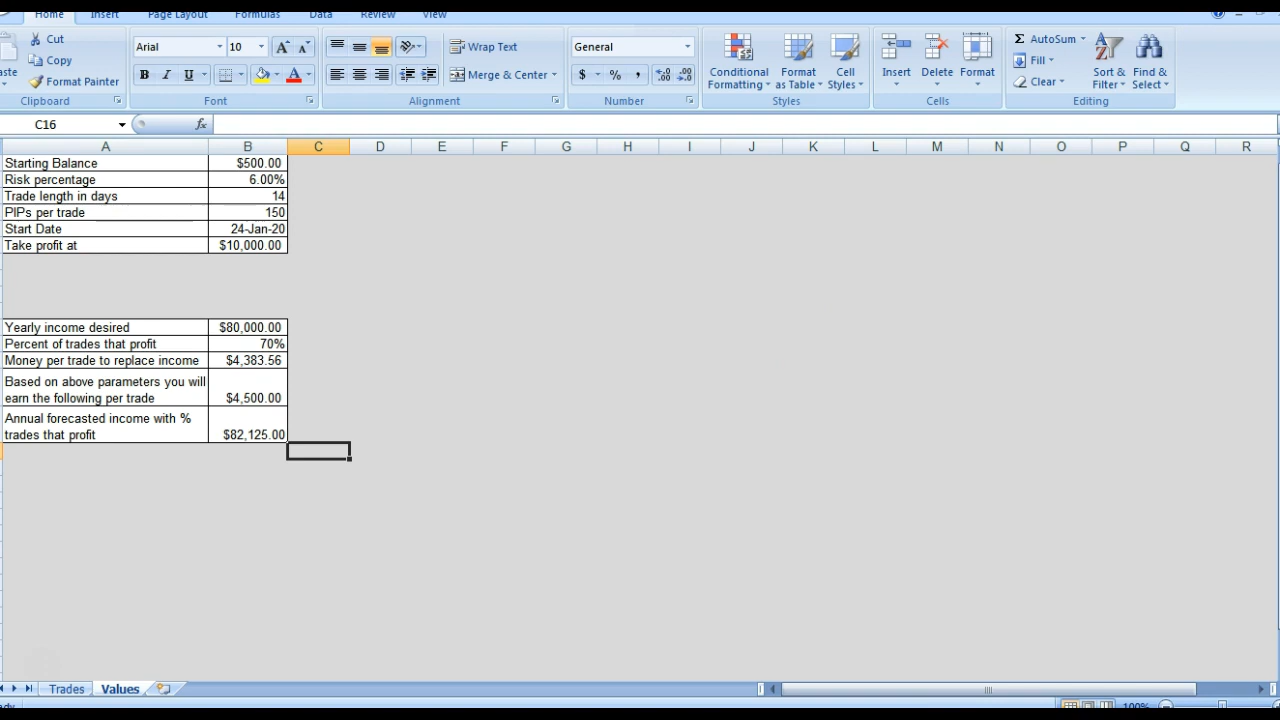 Home Insert Page Layout Formulas Data Review View
Cut
Copy
Format Painter
Clipboard
Arial 10
B I U
Font
Wrap Text
Merge & Center
Alignment
General
$ % ,
Number
Conditional Formatting
Format as Table
Cell Styles
Styles
Insert Delete Format
Cells
Σ AutoSum
Fill
Clear
Sort & Filter
Find & Select
Editing
C16 fx
A B C D E F G H I J K L M N O P Q R
Starting Balance $500.00
Risk percentage 6.00%
Trade length in days 14
PIPs per trade 150
Start Date 24-Jan-20
Take profit at $10,000.00
Yearly income desired $80,000.00
Percent of trades that profit 70%
Money per trade to replace income $4,383.56
Based on above parameters you will
earn the following per trade $4,500.00
Annual forecasted income with %
trades that profit $82,125.00
Trades Values
100%